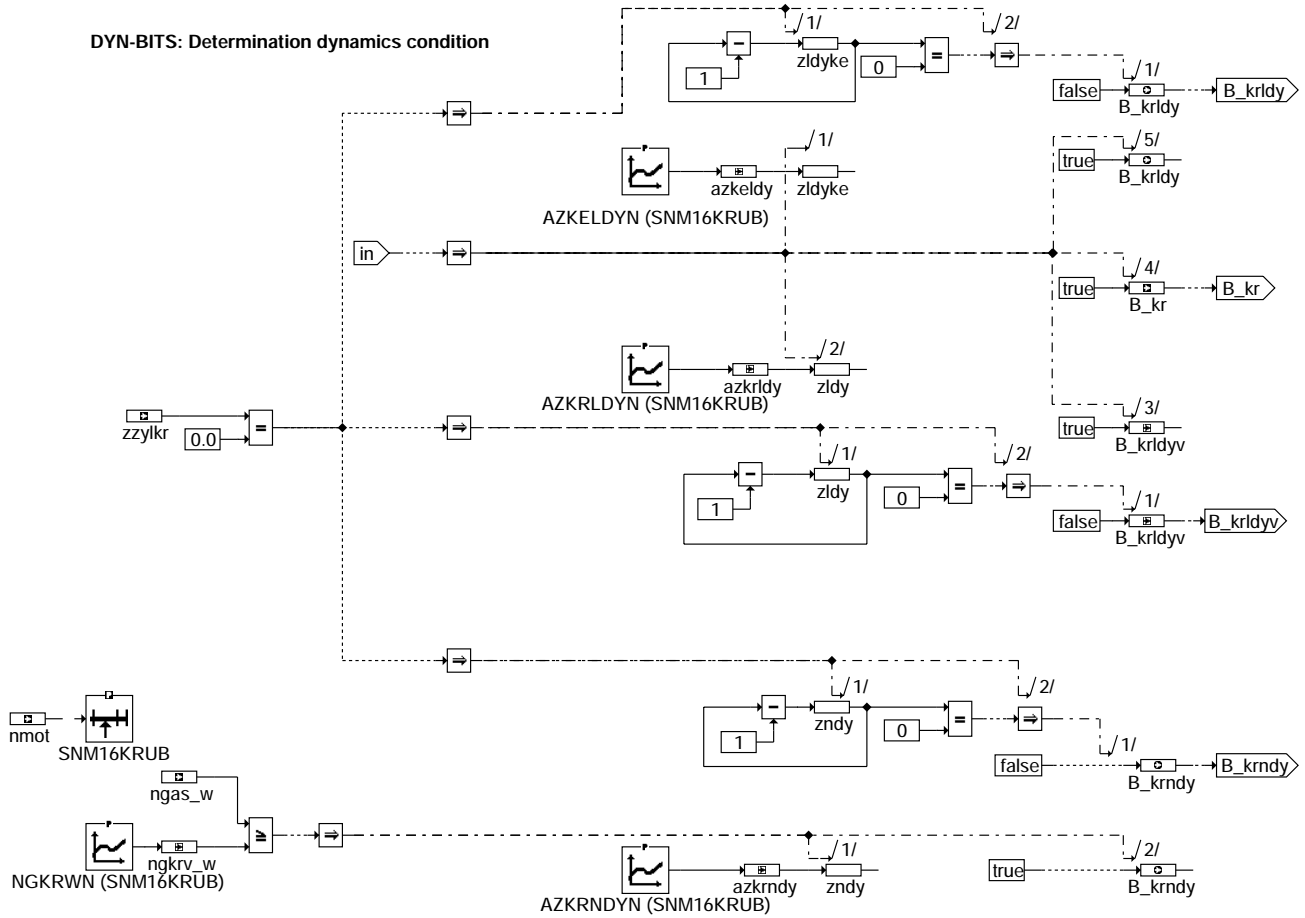 DYN-BITS: Determination dynamics condition
/1/
/2/
−
1
zldyke
0
=
⇒
/1/
false
B_krldy
B_krldy
⇒
/1/
/5/
true
B_krldy
azkeldy
zldyke
AZKELDYN (SNM16KRUB)
in
⇒
/4/
true
B_kr
B_kr
/2/
azkrldy
zldy
AZKRLDYN (SNM16KRUB)
/3/
true
B_krldyv
zzylkr
0.0
=
⇒
/1/
/2/
−
1
zldy
0
=
⇒
/1/
false
B_krldyv
B_krldyv
⇒
/1/
/2/
−
1
zndy
0
=
⇒
/1/
false
B_krndy
B_krndy
nmot
SNM16KRUB
ngas_w
≥
⇒
ngkrv_w
NGKRWN (SNM16KRUB)
/1/
/2/
azkrndy
zndy
true
B_krndy
AZKRNDYN (SNM16KRUB)